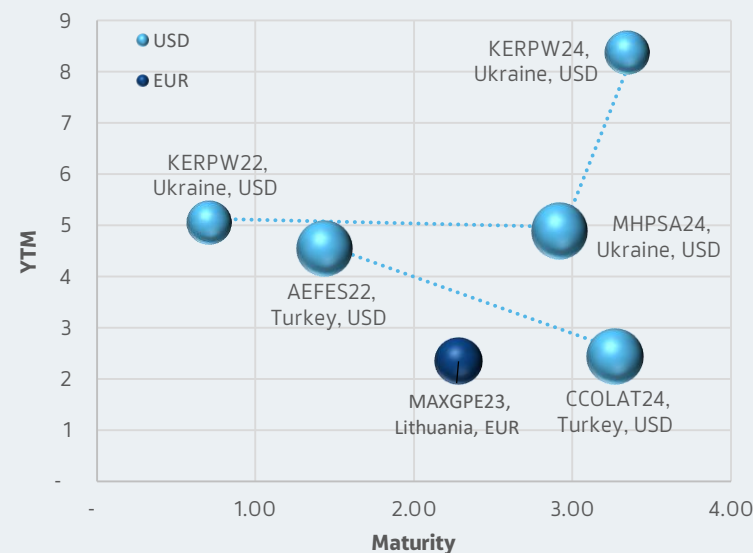 9
8
7
6
5
4
3
2
1
-
YTM
USD
EUR
KERPW24,
Ukraine, USD
KERPW22,
Ukraine, USD
MHPSA24,
Ukraine, USD
AEFES22,
Turkey, USD
MAXGPE23,
Lithuania, EUR
CCOLAT24,
Turkey, USD
-
1.00
2.00
3.00
4.00
Maturity